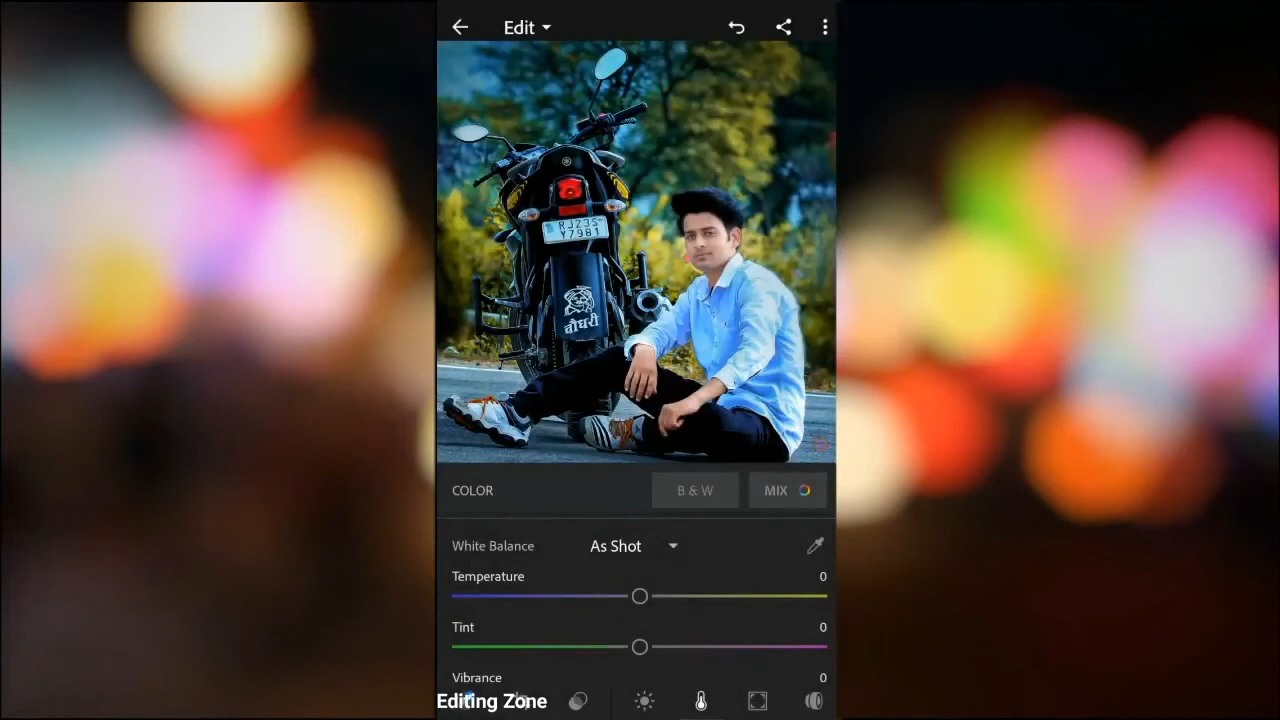 Edit
RJ23S
Y7981
चौधरी
COLOR
B & W
MIX
White Balance
As Shot
Temperature
0
Tint
0
Vibrance
0
Editing Zone